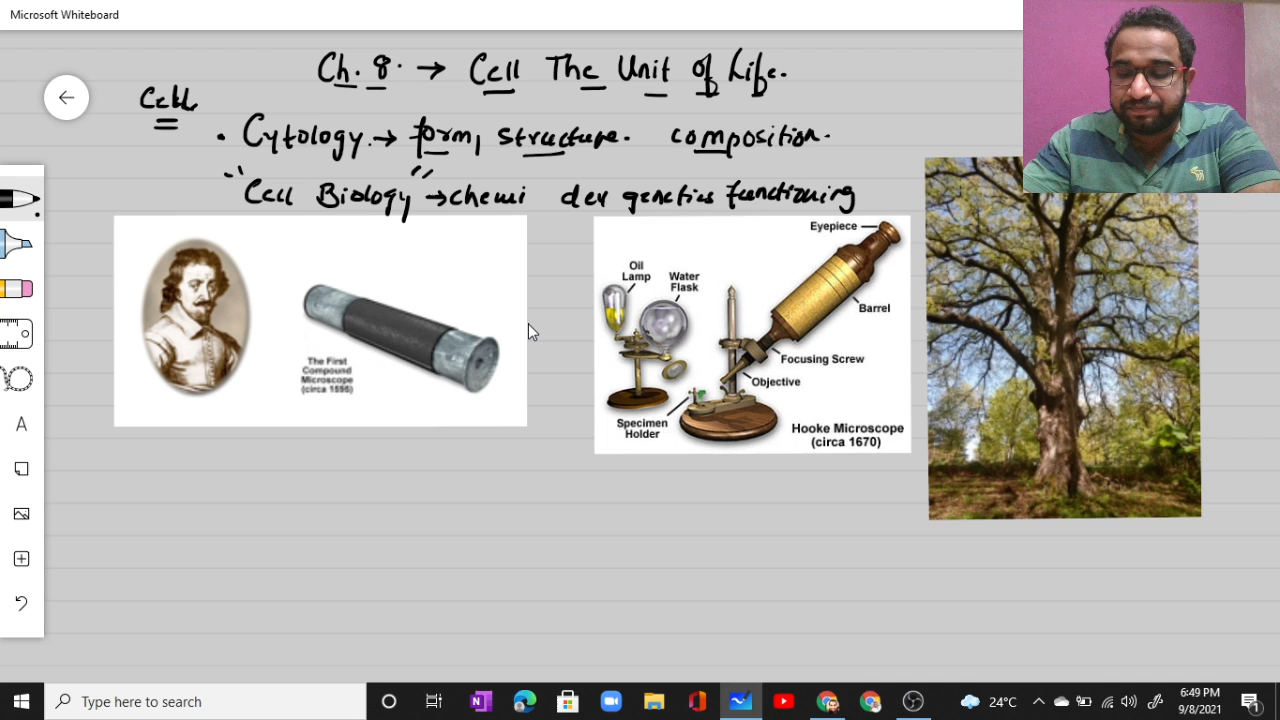 Microsoft Whiteboard
Ch. 8. → Cell The Unit of Life.
Cell
• Cytology → form, structure. composition.
"Cell Biology" → chemi dev genetics functioning
The First
Compound
Microscope
(circa 1595)
Eyepiece
Oil
Lamp
Water
Flask
Barrel
Focusing Screw
Objective
Specimen
Holder
Hooke Microscope
(circa 1670)
A
Type here to search
N
24°C
6:49 PM
9/8/2021
1